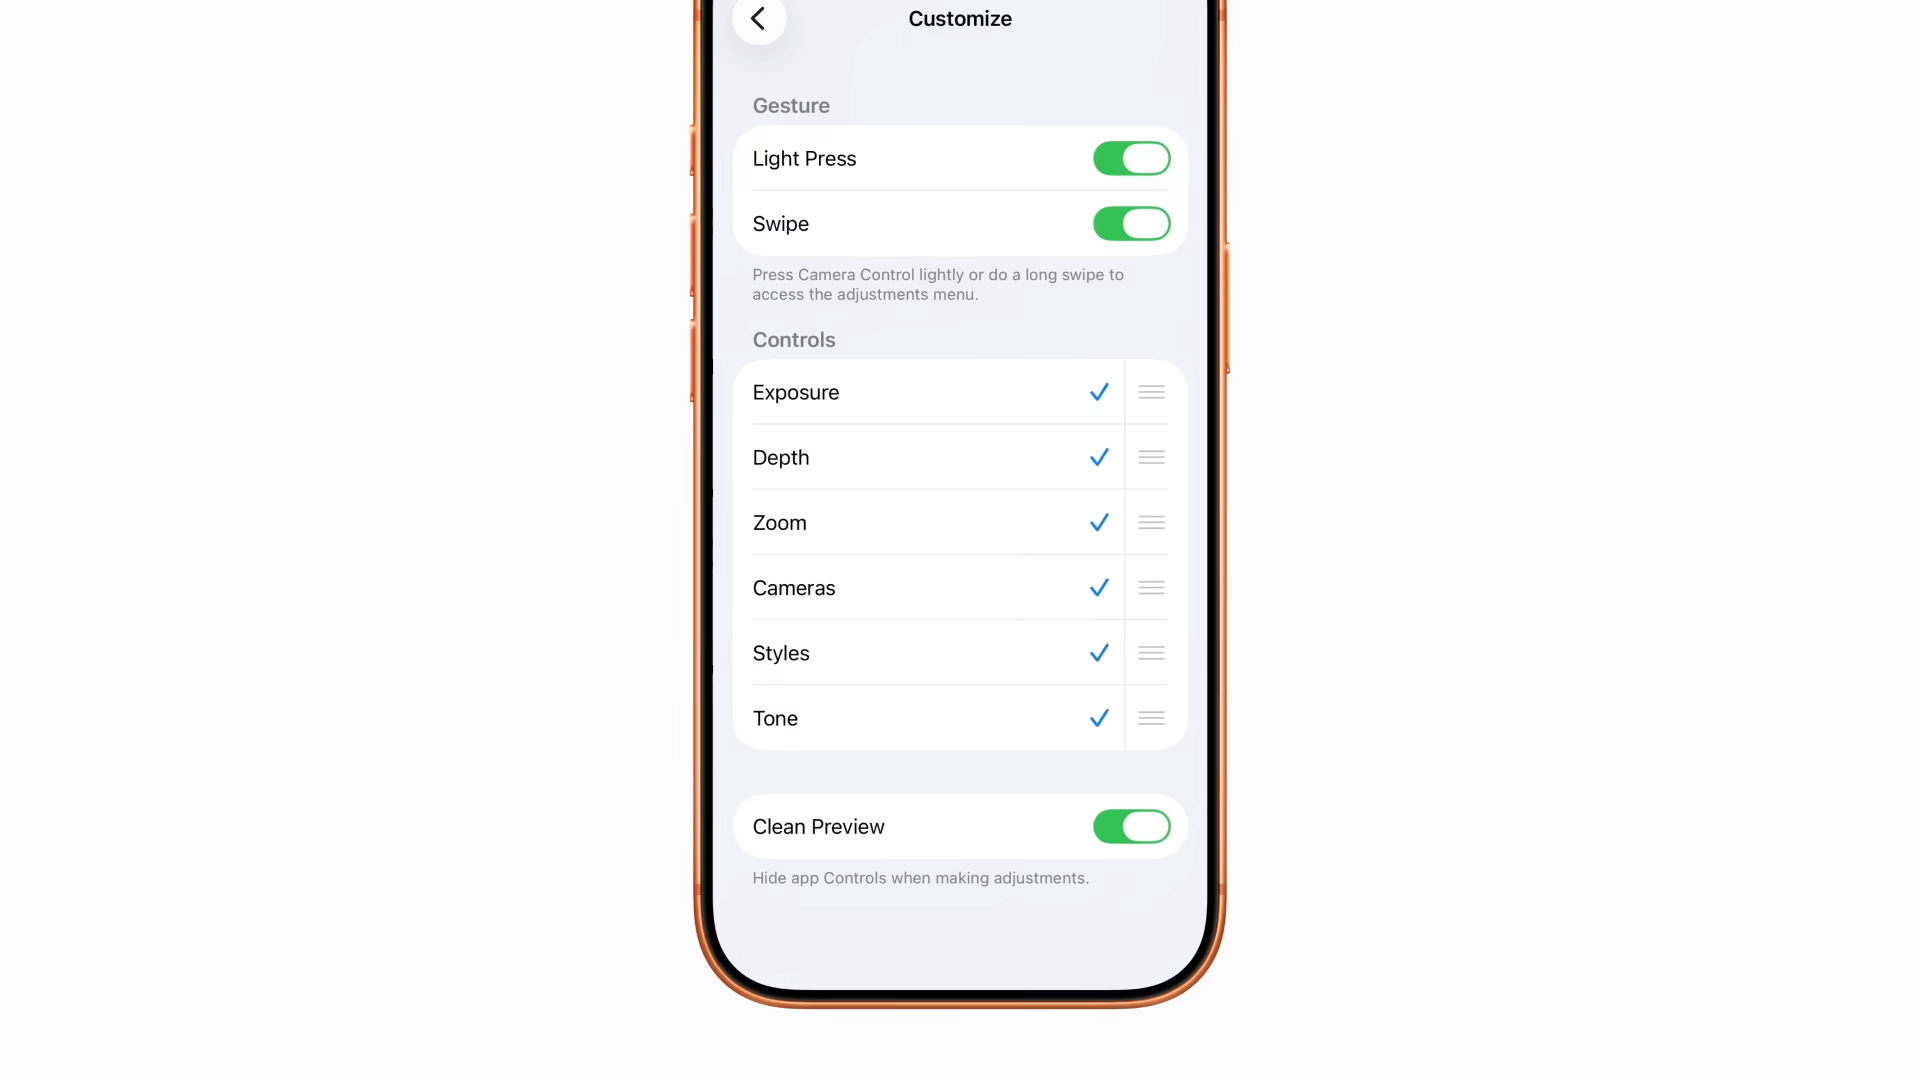 Customize
Gesture
Light Press
Swipe
Press Camera Control lightly or do a long swipe to
access the adjustments menu.
Controls
Exposure
Depth
Zoom
Cameras
Styles
Tone
Clean Preview
Hide app Controls when making adjustments.